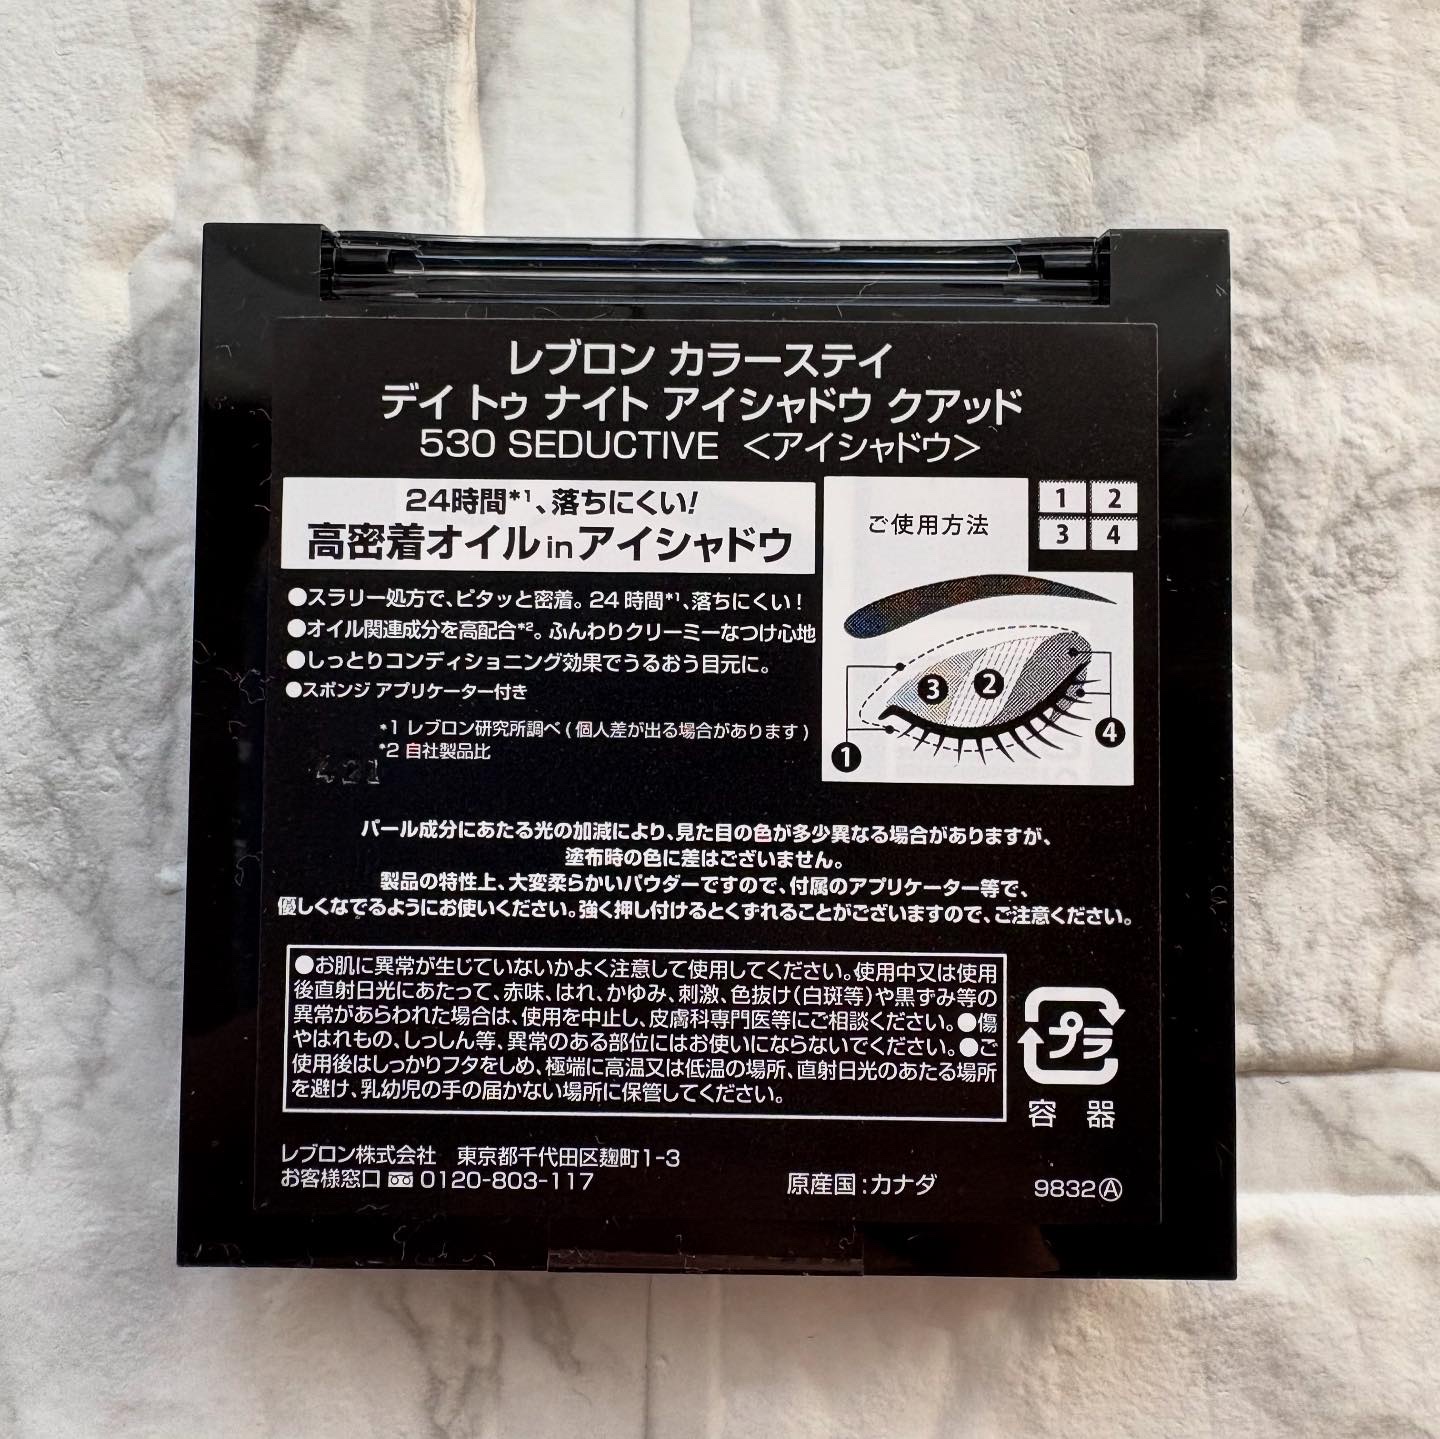 レブロン カラーステイ
デイ トゥ ナイト アイシャドウ クアッド
530 SEDUCTIVE <アイシャドウ>
24時間*1、落ちにくい!
高密着オイルinアイシャドウ
●スラリー処方で、ピタッと密着。24時間*1、落ちにくい!
●オイル関連成分を高配合*2。ふんわりクリーミーなつけ心地
●しっとりコンディショニング効果でうるおう目元に。
●スポンジ アプリケーター付き
*1 レブロン研究所調べ(個人差が出る場合があります)
*2 自社製品比
421
ご使用方法
1 2
3 4
3
2
4
1
パール成分にあたる光の加減により、見た目の色が多少異なる場合がありますが、
塗布時の色に差はございません。
製品の特性上、大変柔らかいパウダーですので、付属のアプリケーター等で、
優しくなでるようにお使いください。強く押し付けるとくずれることがございますので、ご注意ください。
●お肌に異常が生じていないかよく注意して使用してください。使用中又は使用
後直射日光にあたって、赤味、はれ、かゆみ、刺激、色抜け(白斑等)や黒ずみ等の
異常があらわれた場合は、使用を中止し、皮膚科専門医等にご相談ください。●傷
やはれもの、しっしん等、異常のある部位にはお使いにならないでください。●ご
使用後はしっかりフタをしめ、極端に高温又は低温の場所、直射日光のあたる場所
を避け、乳幼児の手の届かない場所に保管してください。
プラ
容器
レブロン株式会社 東京都千代田区麹町1-3
お客様窓口 0120-803-117
原産国:カナダ
9832Ⓐ